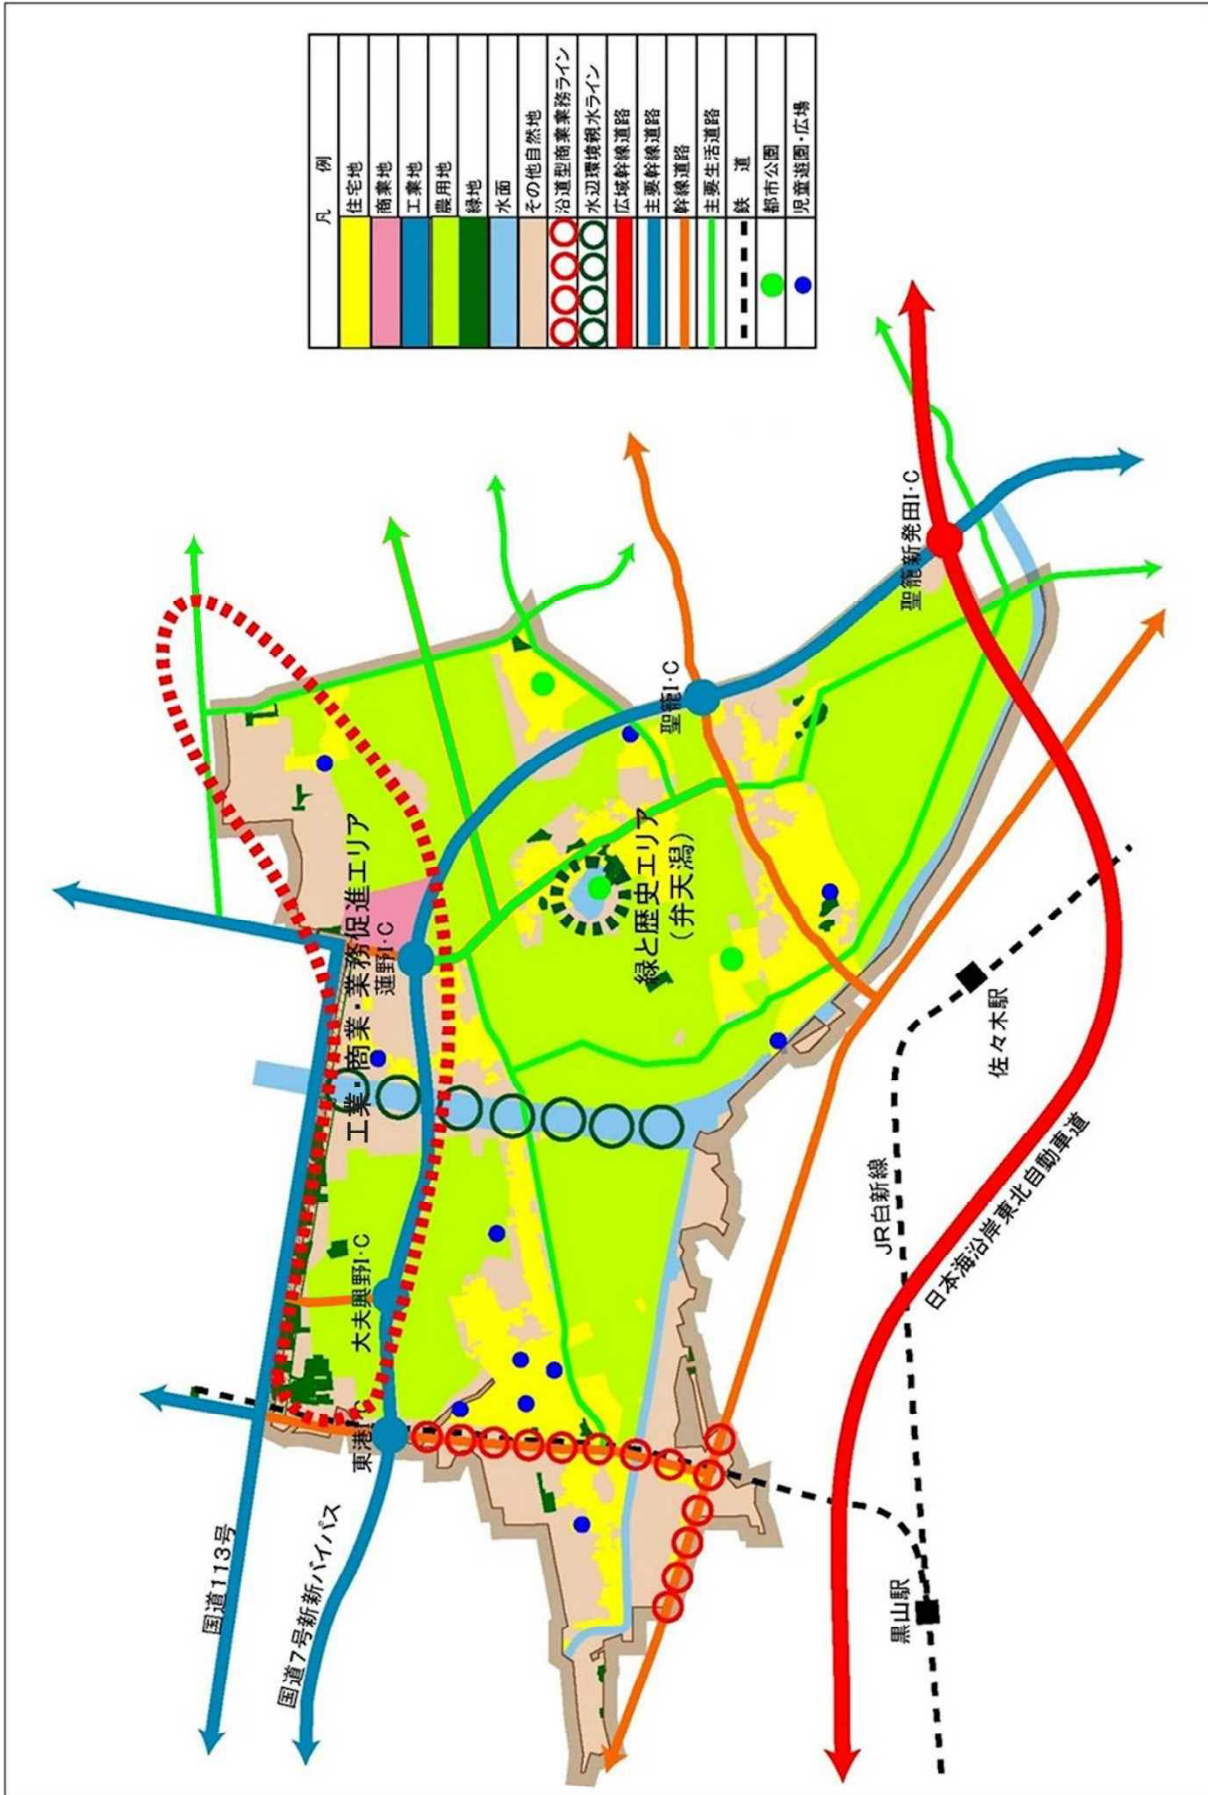 凡　例
住宅地
商業地
工業地
農用地
緑地
水面
その他自然地
沿道型商業業務ライン
水辺環境親水ライン
広域幹線道路
主要幹線道路
幹線道路
主要生活道路
鉄　道
都市公園
児童遊園・広場
国道113号
国道7号新新バイパス
東港I・C
大夫興野I・C
工業・商業・業務促進エリア
蓮野I・C
緑と歴史エリア
（弁天潟）
聖籠I・C
聖籠新発田I・C
黒山駅
JR白新線
日本海沿岸東北自動車道
佐々木駅